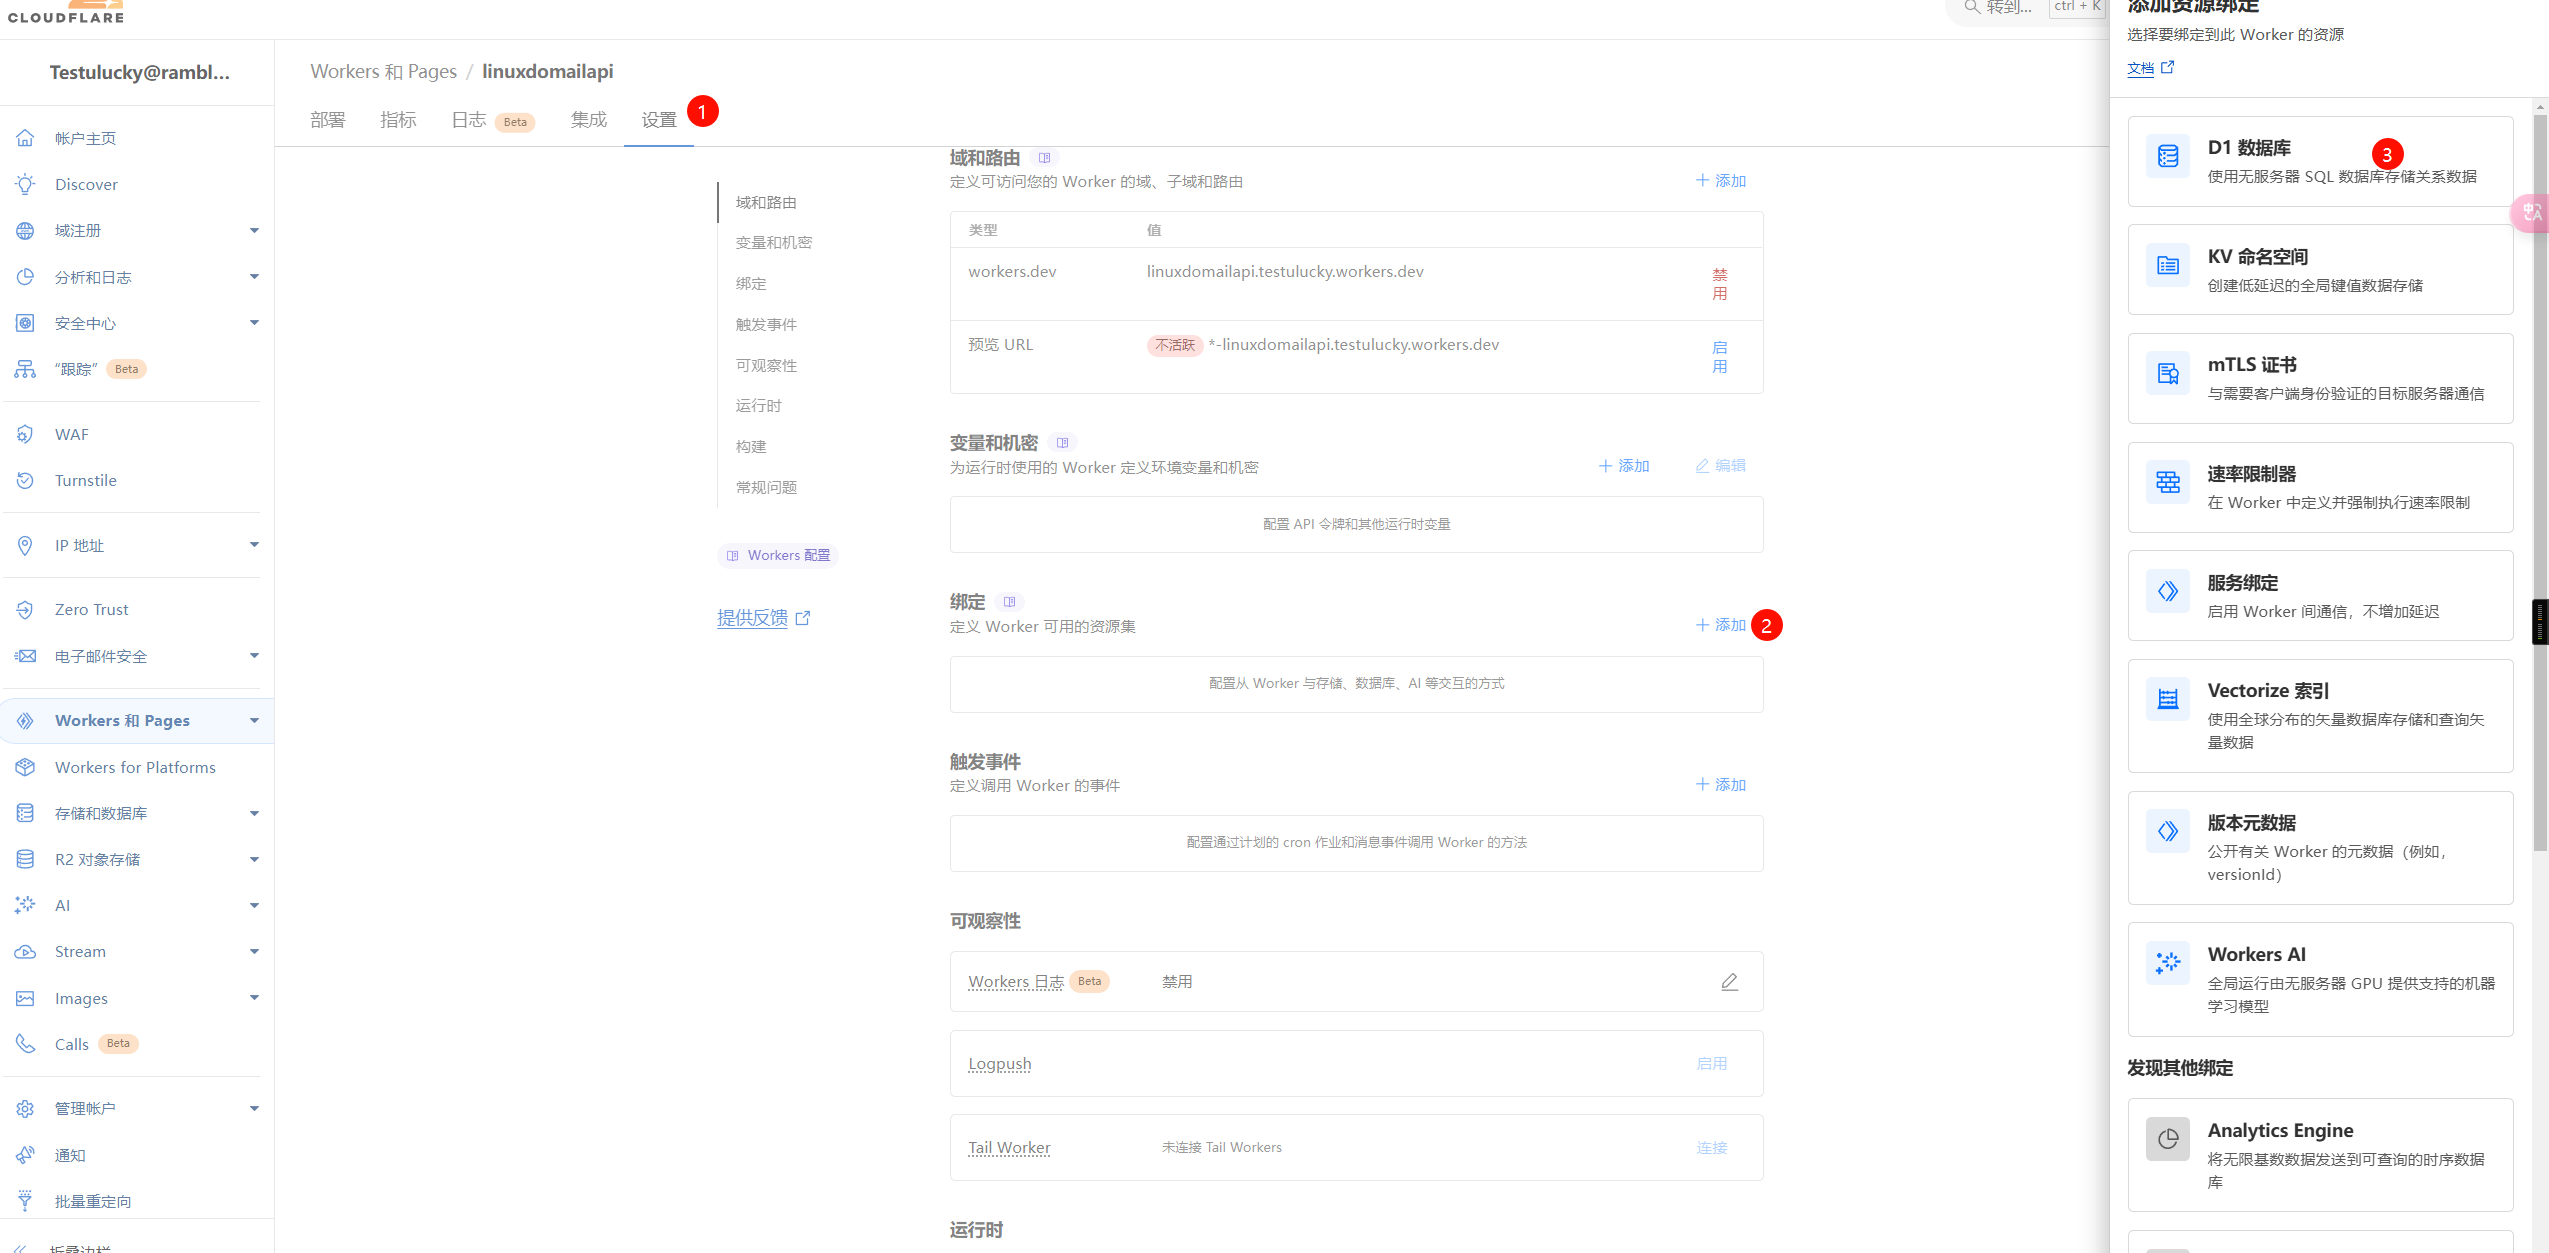 CLOUDFLARE
转到... ctrl + K
Testulucky@rambl...
帐户主页
Discover
域注册
分析和日志
安全中心
“跟踪” Beta
WAF
Turnstile
IP 地址
Zero Trust
电子邮件安全
Workers 和 Pages
Workers for Platforms
存储和数据库
R2 对象存储
AI
Stream
Images
Calls Beta
管理帐户
通知
批量重定向
折叠边栏
Workers 和 Pages / linuxdomailapi
部署 指标 日志 Beta 集成 设置 1
域和路由
变量和机密
绑定
触发事件
可观察性
运行时
构建
常规问题
Workers 配置
提供反馈
域和路由
定义可访问您的 Worker 的域、子域和路由 添加
类型 值
workers.dev linuxdomailapi.testulucky.workers.dev 禁
用
预览 URL 不活跃 *-linuxdomailapi.testulucky.workers.dev 启
用
变量和机密
为运行时使用的 Worker 定义环境变量和机密 添加 编辑
配置 API 令牌和其他运行时变量
绑定
定义 Worker 可用的资源集 添加 2
配置从 Worker 与存储、数据库、AI 等交互的方式
触发事件
定义调用 Worker 的事件 添加
配置通过计划的 cron 作业和消息事件调用 Worker 的方法
可观察性
Workers 日志 Beta 禁用
Logpush 启用
Tail Worker 未连接 Tail Workers 连接
运行时
添加资源绑定
选择要绑定到此 Worker 的资源
文档
D1 数据库 3
使用无服务器 SQL 数据库存储关系数据
KV 命名空间
创建低延迟的全局键值数据存储
mTLS 证书
与需要客户端身份验证的目标服务器通信
速率限制器
在 Worker 中定义并强制执行速率限制
服务绑定
启用 Worker 间通信，不增加延迟
Vectorize 索引
使用全球分布的矢量数据库存储和查询矢
量数据
版本元数据
公开有关 Worker 的元数据（例如，
versionId）
Workers AI
全局运行由无服务器 GPU 提供支持的机器
学习模型
发现其他绑定
Analytics Engine
将无限基数数据发送到可查询的时序数据
库